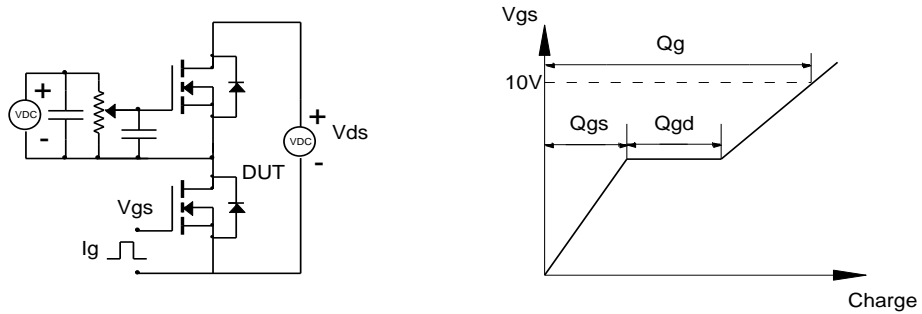 +
VDC
-
+
VDC
-
Vds
DUT
Vgs
Ig
Vgs
Qg
10V
Qgs
Qgd
Charge